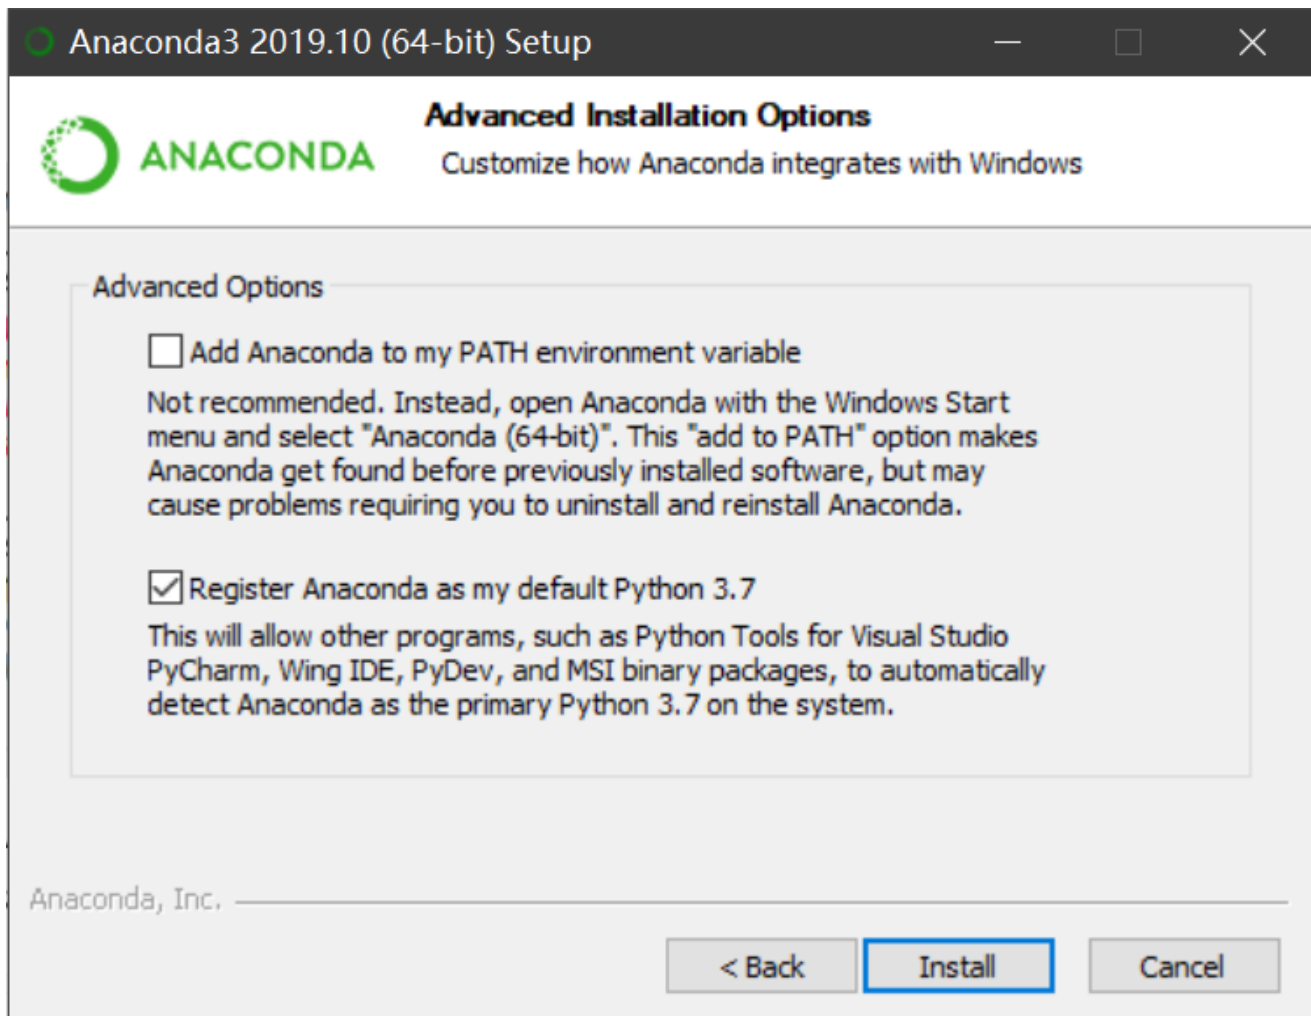 Anaconda3 2019.10 (64-bit) Setup
ANACONDA
Advanced Installation Options
Customize how Anaconda integrates with Windows
Advanced Options
Add Anaconda to my PATH environment variable
Not recommended. Instead, open Anaconda with the Windows Start
menu and select "Anaconda (64-bit)". This "add to PATH" option makes
Anaconda get found before previously installed software, but may
cause problems requiring you to uninstall and reinstall Anaconda.
Register Anaconda as my default Python 3.7
This will allow other programs, such as Python Tools for Visual Studio
PyCharm, Wing IDE, PyDev, and MSI binary packages, to automatically
detect Anaconda as the primary Python 3.7 on the system.
Anaconda, Inc.
< Back
Install
Cancel